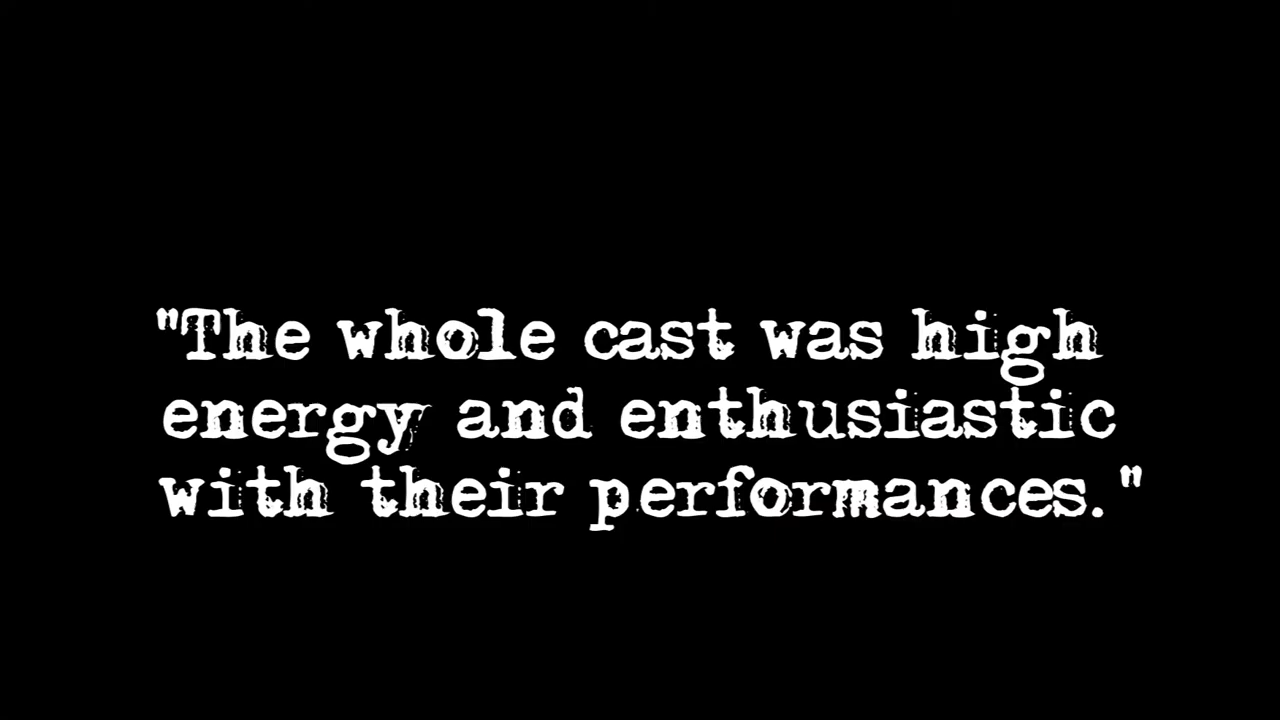 "The whole cast was high
energy and enthusiastic
with their performances."